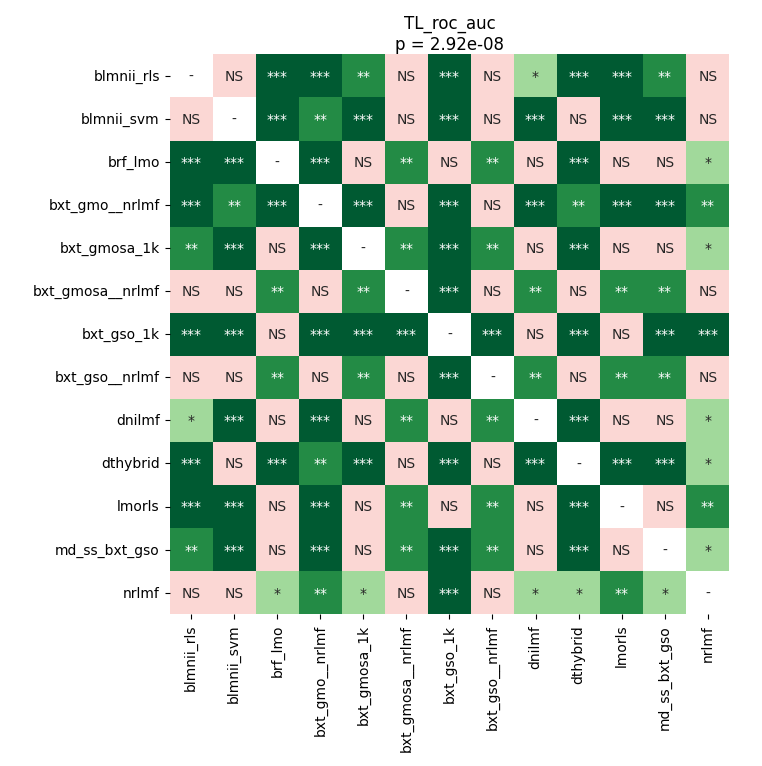 TL_roc_auc
p = 2.92e-08
blmnii_rls - NS *** *** ** NS *** NS * *** *** ** NS
blmnii_svm NS - *** ** *** NS *** NS *** NS *** *** NS
brf_lmo *** *** - *** NS ** NS ** NS *** NS NS *
bxt_gmo__nrlmf *** ** *** - *** NS *** NS *** ** *** *** **
bxt_gmosa_1k ** *** NS *** - ** *** ** NS *** NS NS *
bxt_gmosa__nrlmf NS NS ** NS ** - *** NS ** NS ** ** NS
bxt_gso_1k *** *** NS *** *** *** - *** NS *** NS *** ***
bxt_gso__nrlmf NS NS ** NS ** NS *** - ** NS ** ** NS
dnilmf * *** NS *** NS ** NS ** - *** NS NS *
dthybrid *** NS *** ** *** NS *** NS *** - *** *** *
lmorls *** *** NS *** NS ** NS ** NS *** - NS **
md_ss_bxt_gso ** *** NS *** NS ** *** ** NS *** NS - *
nrlmf NS NS * ** * NS *** NS * * ** * -
blmnii_rls
blmnii_svm
brf_lmo
bxt_gmo__nrlmf
bxt_gmosa_1k
bxt_gmosa__nrlmf
bxt_gso_1k
bxt_gso__nrlmf
dnilmf
dthybrid
lmorls
md_ss_bxt_gso
nrlmf